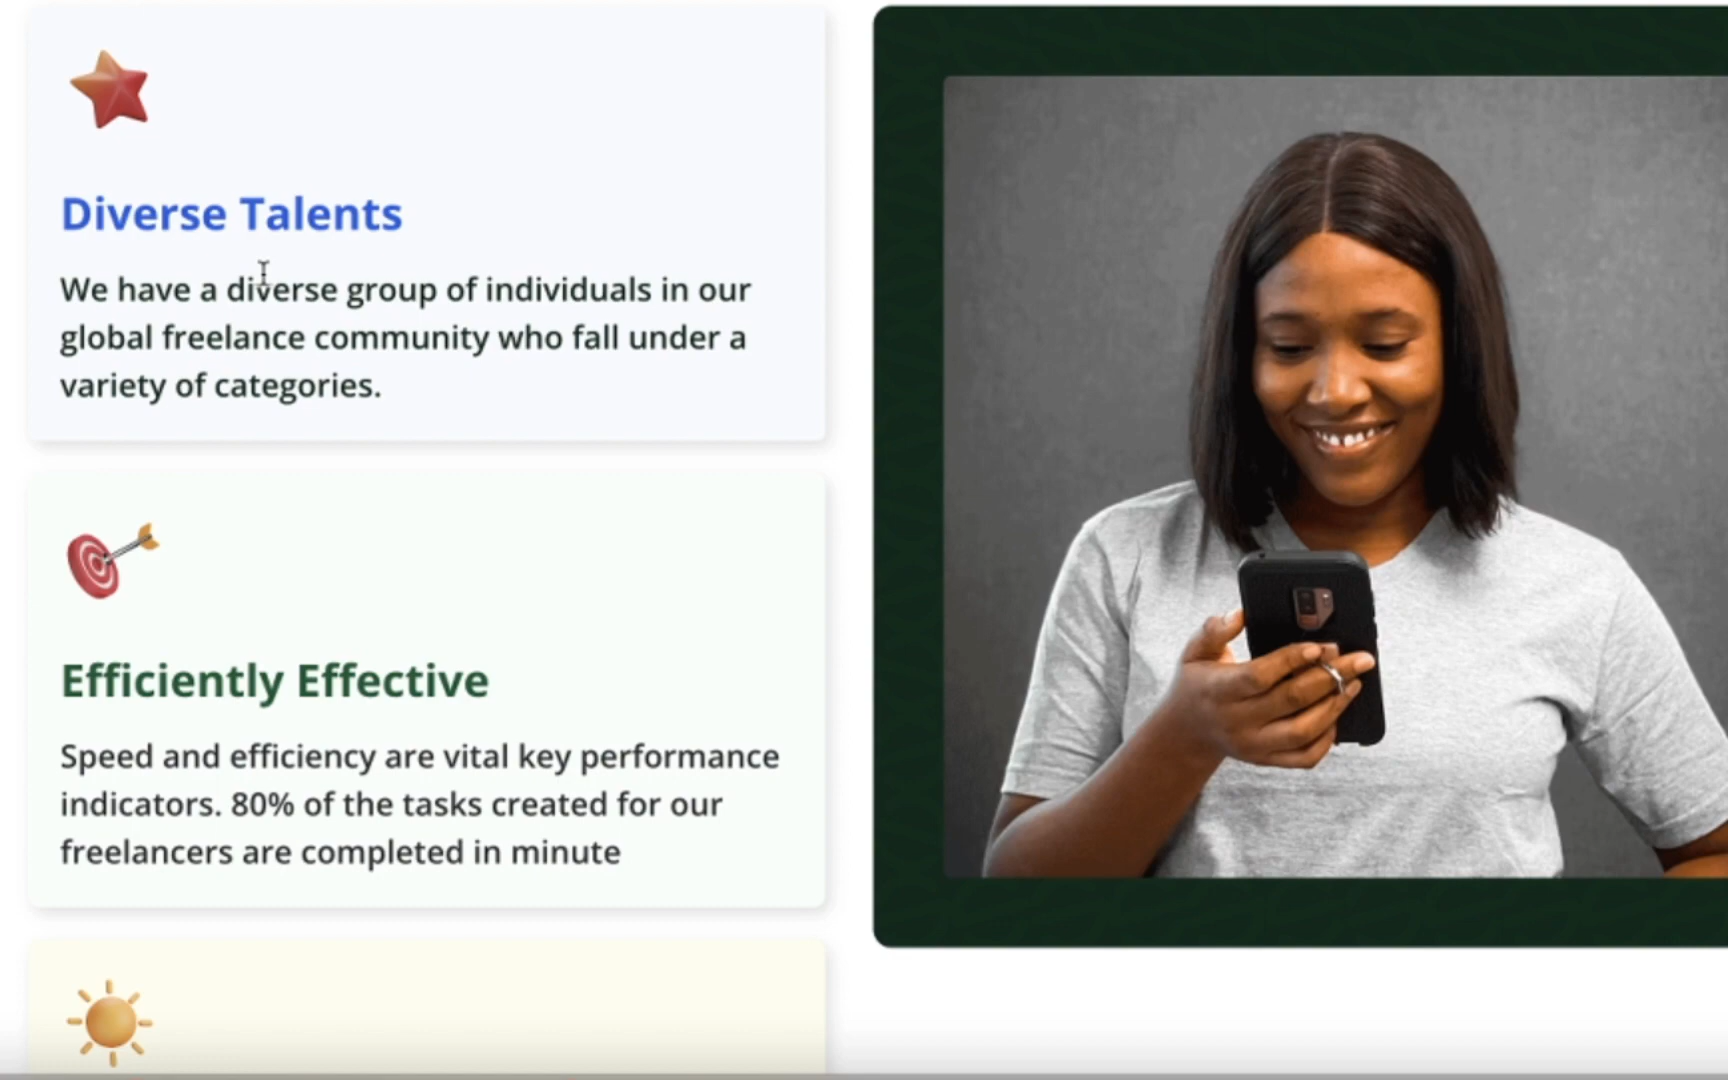 Diverse Talents
We have a diverse group of individuals in our
global freelance community who fall under a
variety of categories.
Efficiently Effective
Speed and efficiency are vital key performance
indicators. 80% of the tasks created for our
freelancers are completed in minute